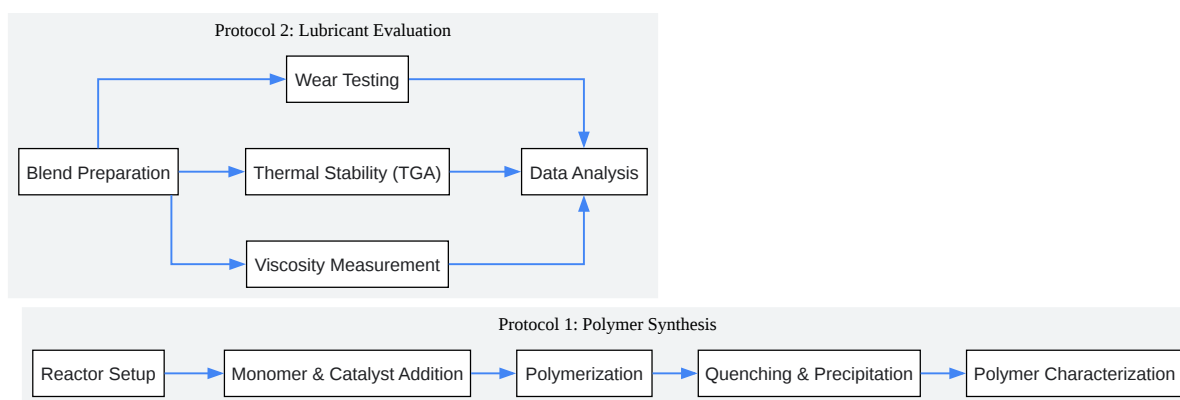 Protocol 2: Lubricant Evaluation
Wear Testing
Blend Preparation
Thermal Stability (TGA)
Data Analysis
Viscosity Measurement
Protocol 1: Polymer Synthesis
Reactor Setup
Monomer & Catalyst Addition
Polymerization
Quenching & Precipitation
Polymer Characterization